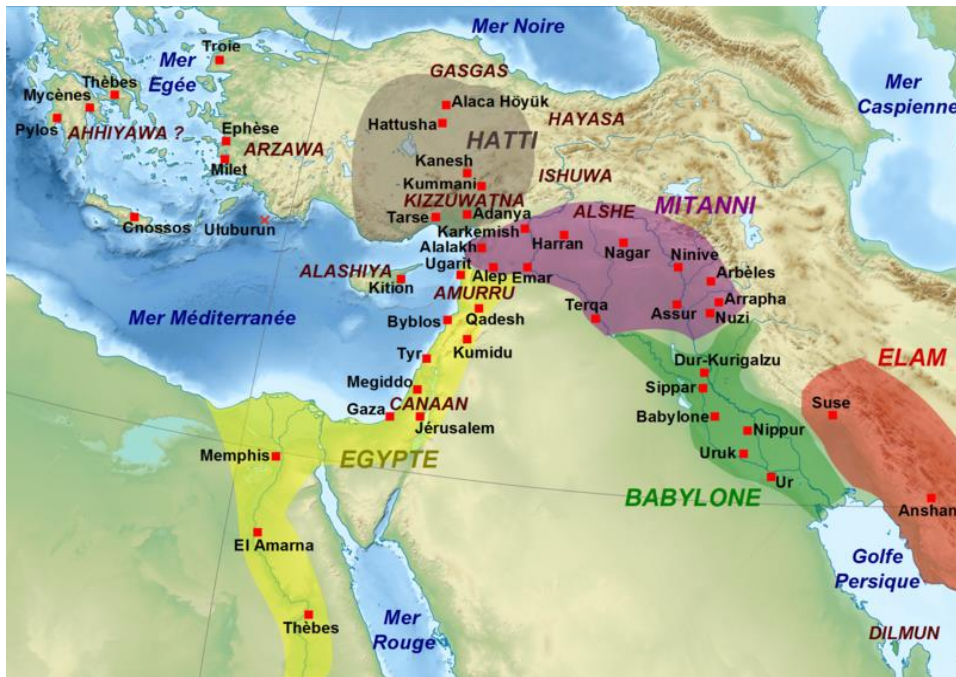 Mer Noire
Troie
Mer
Egée
GASGAS
Mer
Caspienne
Thèbes
Mycènes
Alaca Höyük
HAYASA
Pylos
Hattusha
AHHIYAWA ?
Ephèse
ARZAWA
HATTI
Milet
Kanesh
ISHUWA
Kummani
KIZZUWATNA
MITANNI
Cnossos
Uluburun
Tarse
Adanya
ALSHE
Karkemish
Harran
Nagar
Alalakh
Ninive
Ugarit
Alep
Emar
ALASHIYA
Kition
Arbèles
AMURRU
Arrapha
Mer Méditerranée
Byblos
Qadesh
Terqa
Assur
Nuzi
Tyr
Kumidu
Dur-Kurigalzu
ELAM
Megiddo
Sippar
Gaza
CANAAN
Suse
Jérusalem
Babylone
Nippur
Memphis
EGYPTE
Uruk
Ur
BABYLONE
Anshan
El Amarna
Golfe
Persique
Thèbes
Mer
Rouge
DILMUN